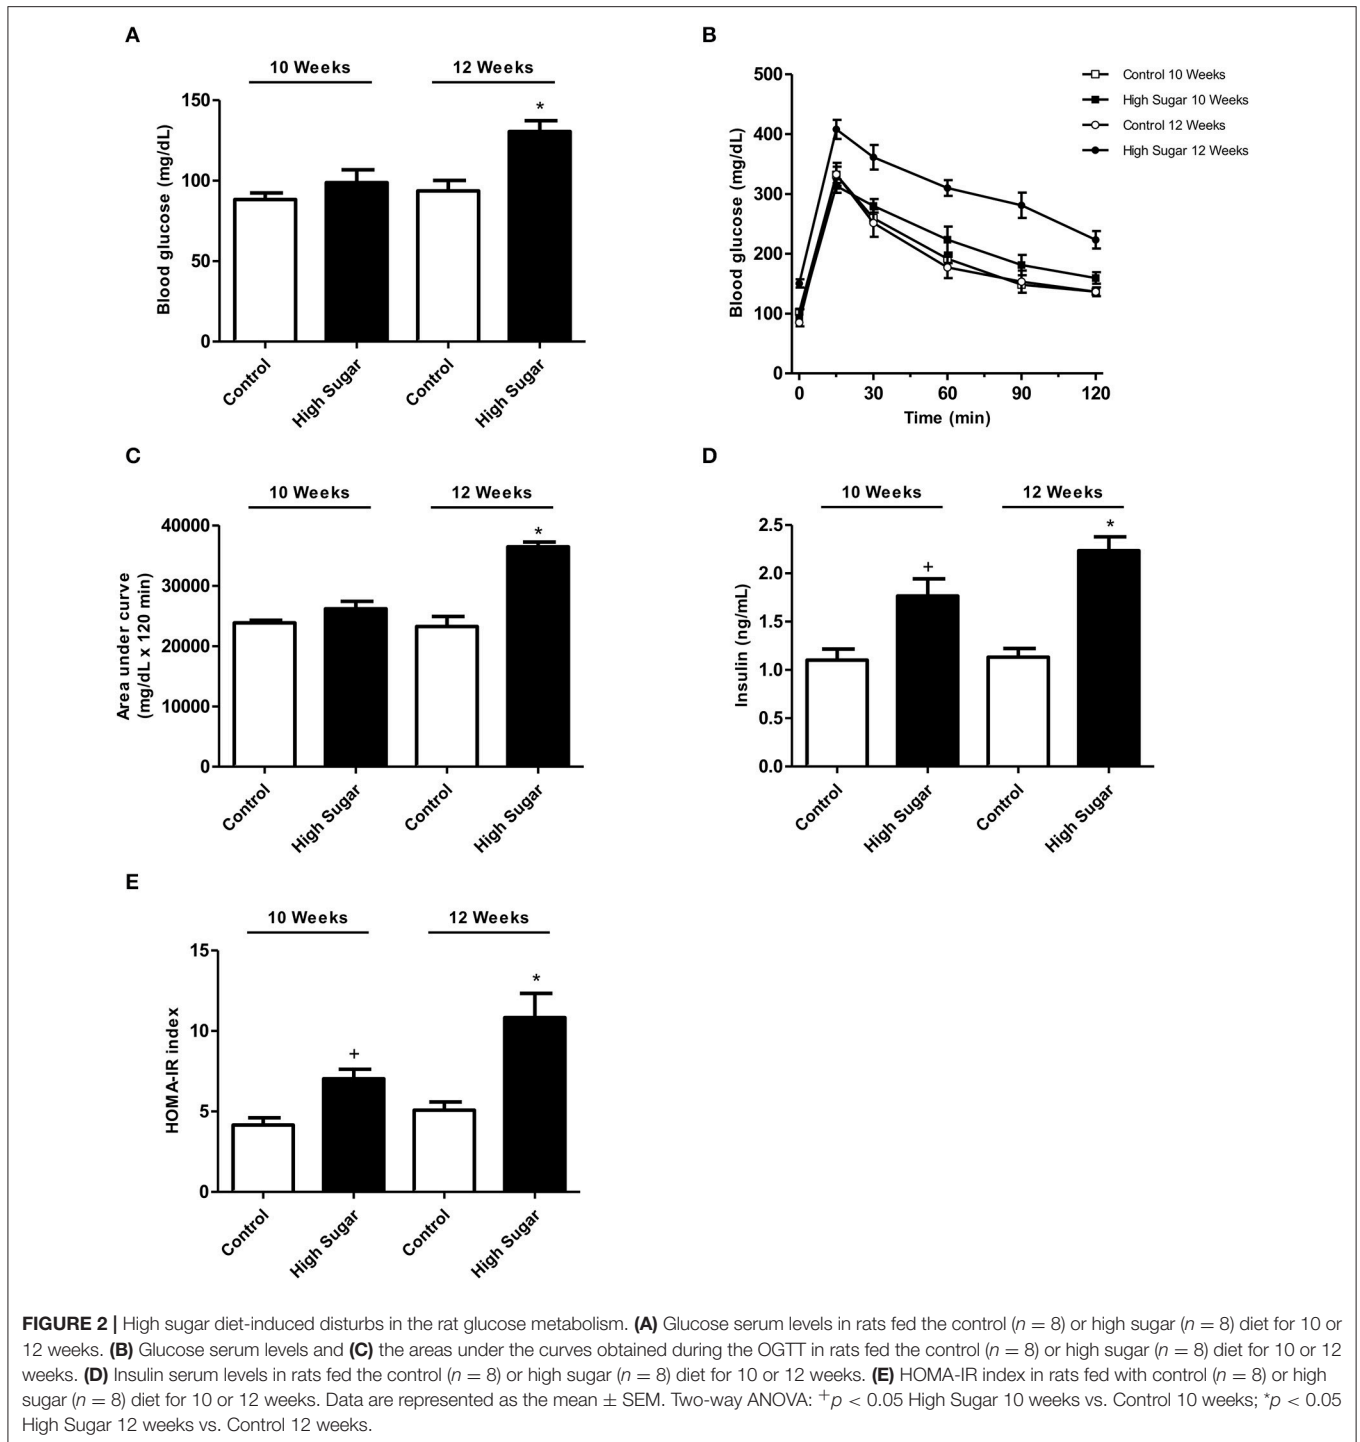 A
10 Weeks
12 Weeks
Blood glucose (mg/dL)
150
100
50
0
*
Control
High Sugar
Control
High Sugar
B
Blood glucose (mg/dL)
500
400
300
200
100
0
0
30
60
90
120
Time (min)
Control 10 Weeks
High Sugar 10 Weeks
Control 12 Weeks
High Sugar 12 Weeks
C
10 Weeks
12 Weeks
Area under curve
(mg/dL x 120 min)
40000
30000
20000
10000
0
*
Control
High Sugar
Control
High Sugar
D
10 Weeks
12 Weeks
Insulin (ng/mL)
2.5
2.0
1.5
1.0
0.5
0.0
+
*
Control
High Sugar
Control
High Sugar
E
10 Weeks
12 Weeks
HOMA-IR index
15
10
5
0
+
*
Control
High Sugar
Control
High Sugar
FIGURE 2 | High sugar diet-induced disturbs in the rat glucose metabolism. (A) Glucose serum levels in rats fed the control (n = 8) or high sugar (n = 8) diet for 10 or
12 weeks. (B) Glucose serum levels and (C) the areas under the curves obtained during the OGTT in rats fed the control (n = 8) or high sugar (n = 8) diet for 10 or 12
weeks. (D) Insulin serum levels in rats fed the control (n = 8) or high sugar (n = 8) diet for 10 or 12 weeks. (E) HOMA-IR index in rats fed with control (n = 8) or high
sugar (n = 8) diet for 10 or 12 weeks. Data are represented as the mean ± SEM. Two-way ANOVA: +p < 0.05 High Sugar 10 weeks vs. Control 10 weeks; *p < 0.05
High Sugar 12 weeks vs. Control 12 weeks.